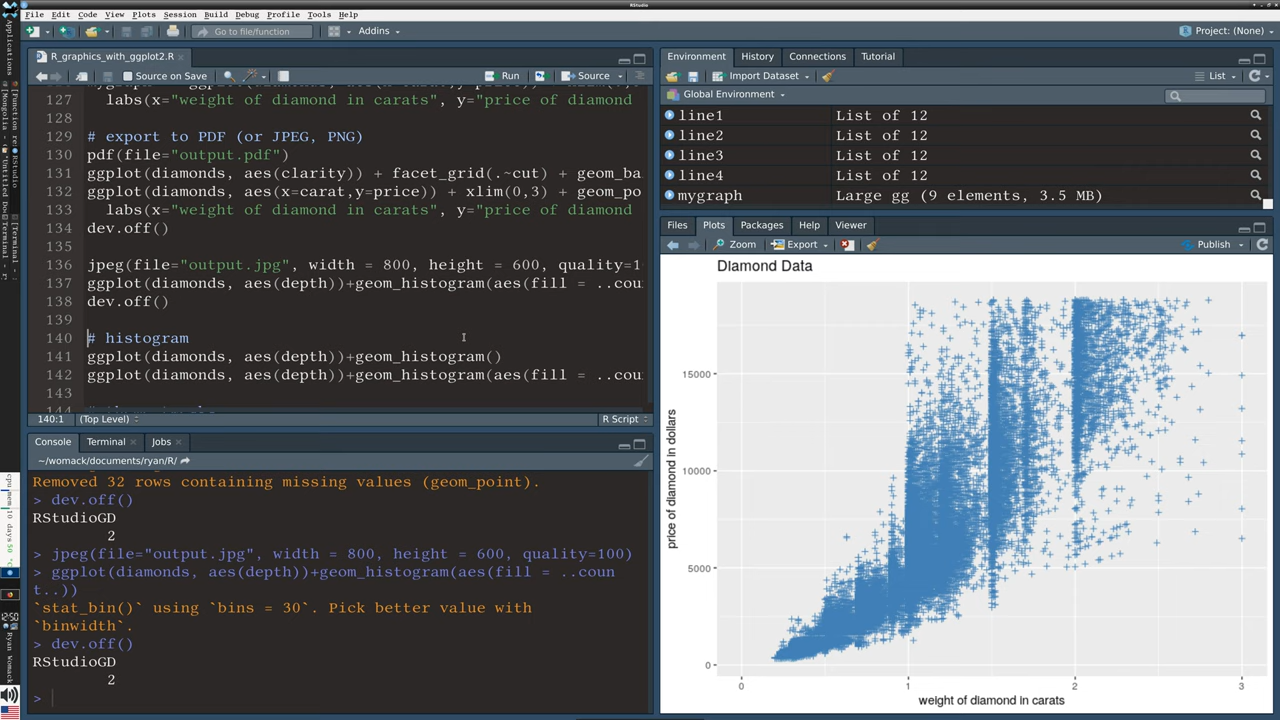 RStudio
File Edit Code View Plots Session Build Debug Profile Tools Help
Go to file/function Addins Project: (None)
R_graphics_with_ggplot2.R
Source on Save Run Source
127 labs(x="weight of diamond in carats", y="price of diamond
128
129 # export to PDF (or JPEG, PNG)
130 pdf(file="output.pdf")
131 ggplot(diamonds, aes(clarity)) + facet_grid(.~cut) + geom_ba
132 ggplot(diamonds, aes(x=carat,y=price)) + xlim(0,3) + geom_po
133 labs(x="weight of diamond in carats", y="price of diamond
134 dev.off()
135
136 jpeg(file="output.jpg", width = 800, height = 600, quality=1
137 ggplot(diamonds, aes(depth))+geom_histogram(aes(fill = ..cou
138 dev.off()
139
140 # histogram
141 ggplot(diamonds, aes(depth))+geom_histogram()
142 ggplot(diamonds, aes(depth))+geom_histogram(aes(fill = ..cou
143
140:1 (Top Level) R Script
Console Terminal Jobs
~/womack/documents/ryan/R/
Removed 32 rows containing missing values (geom_point).
> dev.off()
RStudioGD
2
> jpeg(file="output.jpg", width = 800, height = 600, quality=100)
> ggplot(diamonds, aes(depth))+geom_histogram(aes(fill = ..coun
t..))
`stat_bin()` using `bins = 30`. Pick better value with
`binwidth`.
> dev.off()
RStudioGD
2
>
Environment History Connections Tutorial
Import Dataset List
Global Environment
line1 List of 12
line2 List of 12
line3 List of 12
line4 List of 12
mygraph Large gg (9 elements, 3.5 MB)
Files Plots Packages Help Viewer
Zoom Export Publish
Diamond Data
15000
10000
5000
0
price of diamond in dollars
0 1 2 3
weight of diamond in carats
Applications
12:50
Ryan Womack